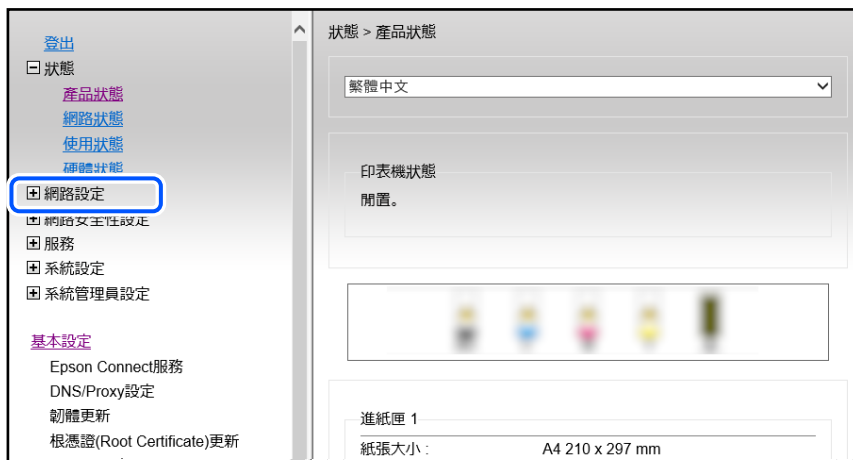 登出
狀態
產品狀態
網路狀態
使用狀態
硬體狀態
網路設定
網路安全性設定
服務
系統設定
系統管理員設定
基本設定
Epson Connect服務
DNS/Proxy設定
韌體更新
根憑證(Root Certificate)更新
狀態 > 產品狀態
繁體中文
印表機狀態
閒置。
進紙匣 1
紙張大小 : A4 210 x 297 mm